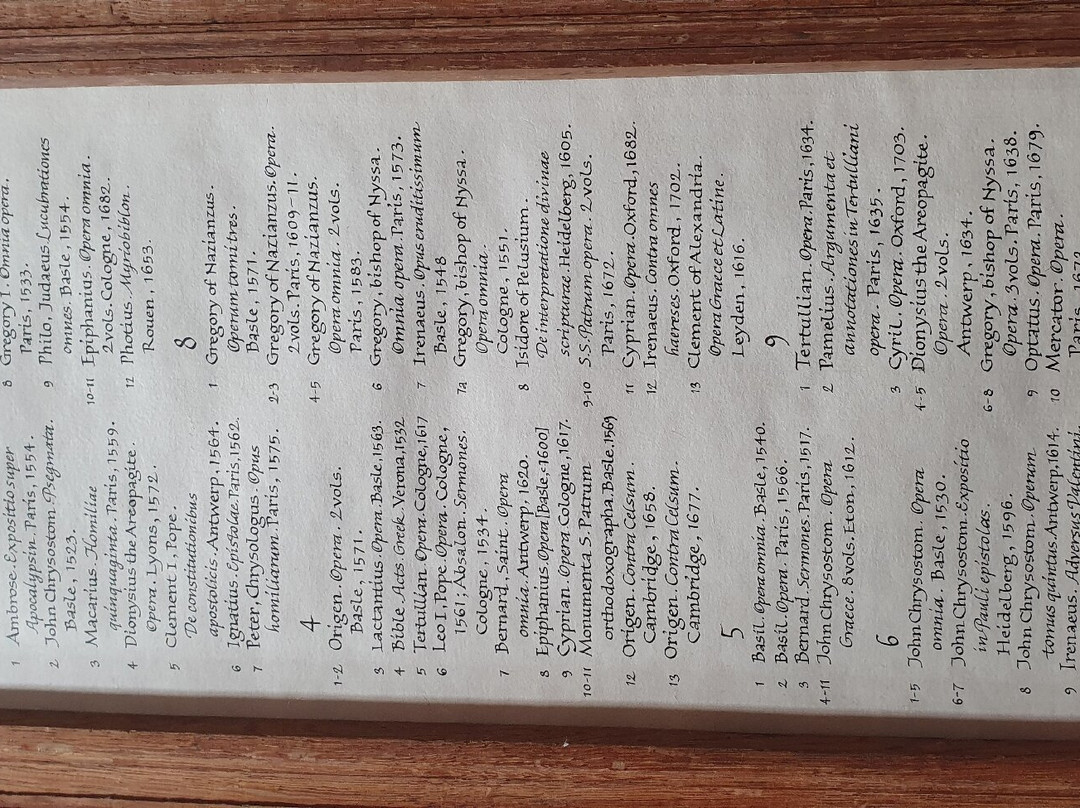 1 Ambrose. Expositio super
Apocalypsin. Paris, 1554.
2 John Chrysostom. Psegmata.
Basle, 1523.
3 Macarius. Homiliae
quinquaginta. Paris, 1559.
4 Dionysus the Areopagite.
Opera. Lyons, 1572.
5 Clement I, Pope.
De constitutionibus
apostolicis. Antwerp, 1564.
6 Ignatius. Epistolae. Paris, 1562.
7 Peter, Chrysologus. Opus
homiliarum. Paris, 1575.
4
1-2 Origen. Opera. 2 vols.
Basle, 1571.
3 Lactantius. Opera. Basle, 1563.
4 Bible. Acts Greek. Verona, 1532
5 Tertullian. Opera. Cologne, 1617
6 Leo I, Pope. Opera. Cologne,
1561; Absalon. Sermones.
Cologne, 1534.
7 Bernard, Saint. Opera
omnia. Antwerp, 1620.
8 Epiphanius. Opera [Basle, 1600]
9 Cyprian. Opera. Cologne, 1617.
10-11 Monumenta S. Patrum
orthodoxographa. Basle, 1569
12 Origen. Contra Celsum.
Cambridge, 1658.
13 Origen. Contra Celsum.
Cambridge, 1677.
5
1 Basil. Opera omnia. Basle, 1540.
2 Basil. Opera. Paris, 1566.
3 Bernard. Sermones. Paris, 1517.
4-11 John Chrysostom. Opera
Graece. 8 vols. Eton, 1612.
6
1-5 John Chrysostom. Opera
omnia. Basle, 1530.
6-7 John Chrysostom. Expositio
in Pauli epistolas.
Heidelberg, 1596.
8 John Chrysostom. Operum
tomus quintus. Antwerp, 1614.
9 Irenaeus. Adversus Valentini
8 Gregory I. Omnia opera.
Paris, 1533.
9 Philo, Judaeus Lucubrationes
omnes. Basle, 1554.
10-11 Epiphanius. Opera omnia.
2 vols. Cologne, 1682.
12 Photius. Myriobiblon.
Rouen, 1653.
8
1 Gregory of Nazianzus.
Operum tomi tres.
Basle, 1571.
2-3 Gregory of Nazianzus. Opera.
2 vols. Paris, 1609-11.
4-5 Gregory of Nazianzus.
Opera omnia. 2 vols.
Paris, 1583.
6 Gregory, bishop of Nyssa.
Omnia opera. Paris, 1573.
7 Irenaeus. Opus eruditissimum
Basle, 1548
7a Gregory, bishop of Nyssa.
Opera omnia.
Cologne, 1551.
8 Isidore of Pelusium.
De interpretatione divinae
scripturae. Heidelberg, 1605.
9-10 SS. Patrum opera. 2 vols.
Paris, 1672.
11 Cyprian. Opera. Oxford, 1682.
12 Irenaeus. Contra omnes
haereses. Oxford, 1702.
13 Clement of Alexandria.
Opera Graece et Latine.
Leyden, 1616.
9
1 Tertullian. Opera Paris, 1634.
2 Pamelius. Argumenta et
annotationes in Tertulliani
opera. Paris, 1635.
3 Cyril. Opera. Oxford, 1703.
4-5 Dionysius the Areopagite.
Opera. 2 vols.
Antwerp, 1634.
6-8 Gregory, bishop of Nyssa.
Opera. 3 vols. Paris, 1638.
9 Optatus. Opera. Paris, 1679.
10 Mercator. Opera.
Paris, 1673